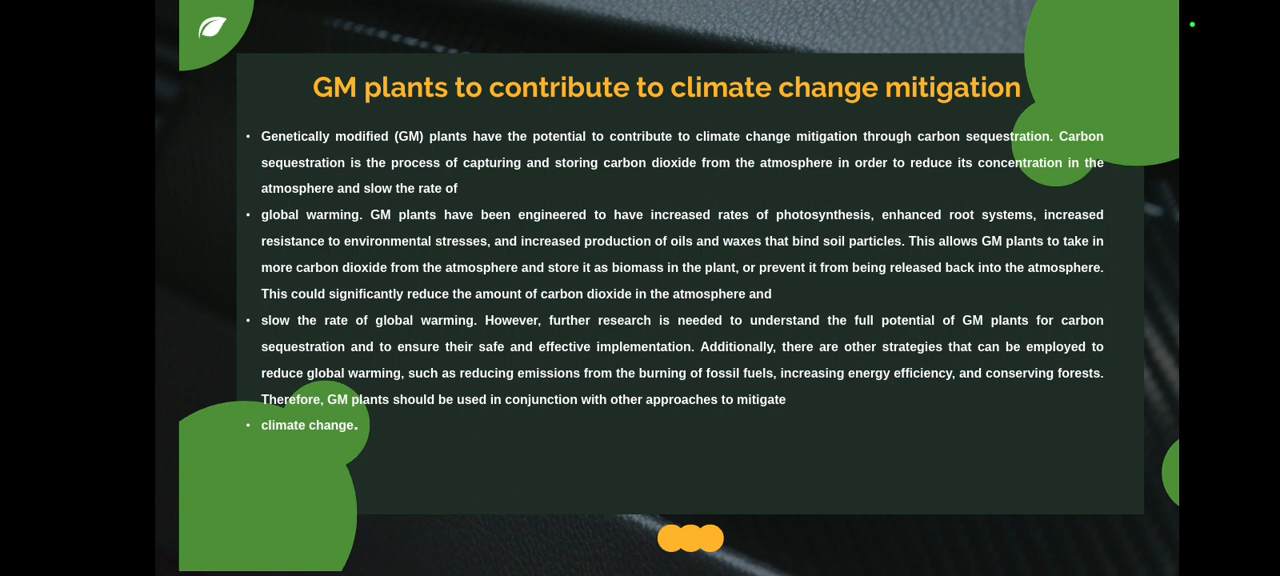 GM plants to contribute to climate change mitigation
• Genetically modified (GM) plants have the potential to contribute to climate change mitigation through carbon sequestration. Carbon
sequestration is the process of capturing and storing carbon dioxide from the atmosphere in order to reduce its concentration in the
atmosphere and slow the rate of
• global warming. GM plants have been engineered to have increased rates of photosynthesis, enhanced root systems, increased
resistance to environmental stresses, and increased production of oils and waxes that bind soil particles. This allows GM plants to take in
more carbon dioxide from the atmosphere and store it as biomass in the plant, or prevent it from being released back into the atmosphere.
This could significantly reduce the amount of carbon dioxide in the atmosphere and
• slow the rate of global warming. However, further research is needed to understand the full potential of GM plants for carbon
sequestration and to ensure their safe and effective implementation. Additionally, there are other strategies that can be employed to
reduce global warming, such as reducing emissions from the burning of fossil fuels, increasing energy efficiency, and conserving forests.
Therefore, GM plants should be used in conjunction with other approaches to mitigate
• climate change.